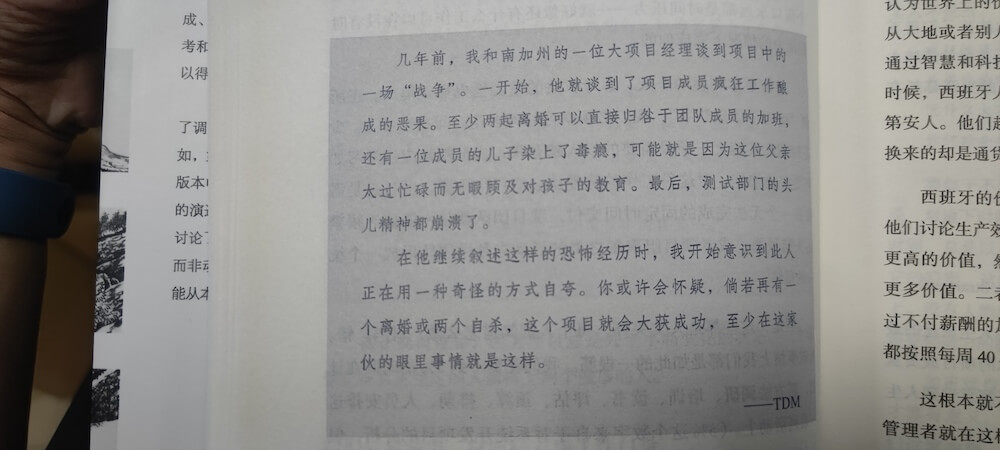 成、
考和
以得
了调
如，
版本
的演
讨论
而非
能从本
几年前，我和南加州的一位大项目经理谈到项目中的
一场“战争”。一开始，他就谈到了项目成员疯狂工作酿
成的恶果。至少两起离婚可以直接归咎于团队成员的加班，
还有一位成员的儿子染上了毒瘾，可能就是因为这位父亲
太过忙碌而无暇顾及对孩子的教育。最后，测试部门的头
儿精神都崩溃了。
在他继续叙述这样的恐怖经历时，我开始意识到此人
正在用一种奇怪的方式自夸。你或许会怀疑，倘若再有一
个离婚或两个自杀，这个项目就会大获成功，至少在这家
伙的眼里事情就是这样。
——TDM
认为世界上的
从大地或者别人
通过智慧和科技
时候，西班牙人
第安人。他们
换来的却是通货
西班牙的
他们讨论生产效
更高的价值，
更多价值。二者
过不付薪酬的
都按照每周 40
这根本就不
管理者就在这样